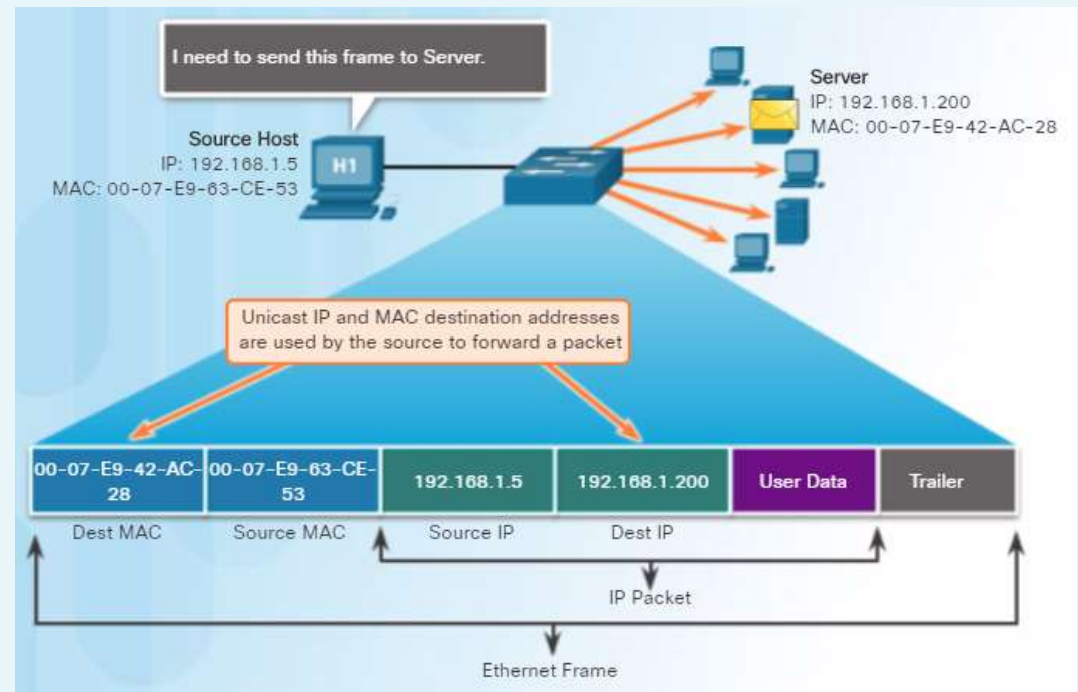 I need to send this frame to Server.
Source Host
IP: 192.168.1.5
MAC: 00-07-E9-63-CE-53
H1
Server
IP: 192.168.1.200
MAC: 00-07-E9-42-AC-28
Unicast IP and MAC destination addresses
are used by the source to forward a packet
00-07-E9-42-AC-
28
00-07-E9-63-CE-
53
192.168.1.5
192.168.1.200
User Data
Trailer
Dest MAC
Source MAC
Source IP
Dest IP
IP Packet
Ethernet Frame